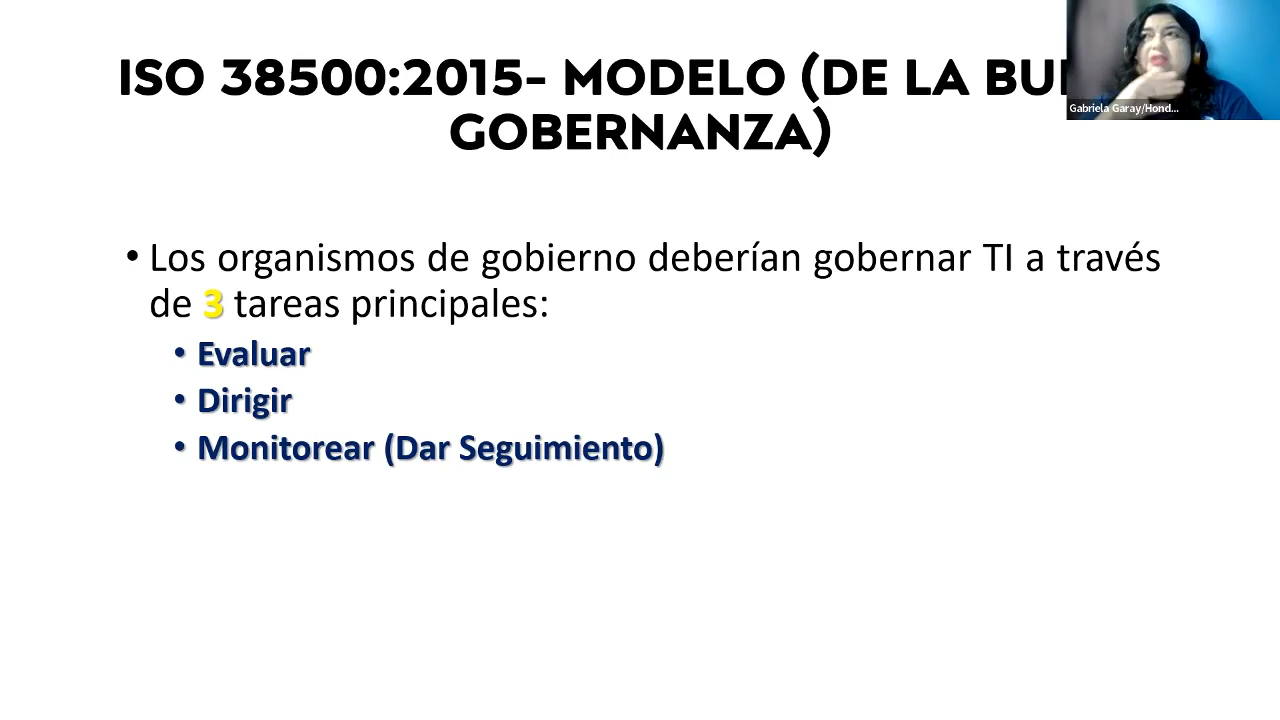 ISO 38500:2015- MODELO (DE LA
GOBERNANZA)
• Los organismos de gobierno deberían gobernar TI a través
de 3 tareas principales:
• Evaluar
• Dirigir
• Monitorear (Dar Seguimiento)
Gabriela Garay/Hond...